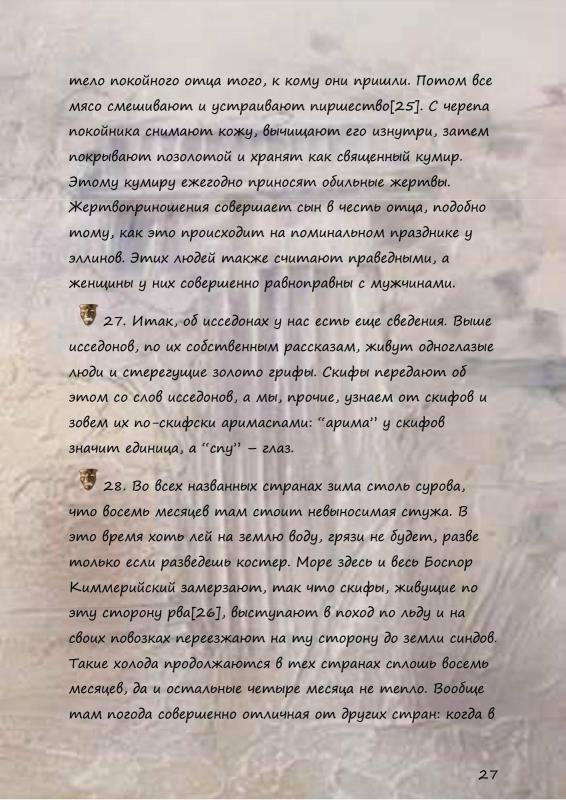 тело покойного отца того, к кому они пришли. Потом все
мясо смешивают и устраивают пиршество[25]. С черепа
покойника снимают кожу, вычищают его изнутри, затем
покрывают позолотой и хранят как священный кумир.
Этому кумиру ежегодно приносят обильные жертвы.
Жертвоприношения совершает сын в честь отца, подобно
тому, как это происходит на поминальном празднике у
эллинов. Этих людей также считают праведными, а
женщины у них совершенно равноправны с мужчинами.
27. Итак, об исседонах у нас есть еще сведения. Выше
исседонов, по их собственным рассказам, живут одноглазые
люди и стерегущие золото грифы. Скифы передают об
этом со слов исседонов, а мы, прочие, узнаем от скифов и
зовем их по-скифски аримаспами: “арима” у скифов
значит единица, а “спу” – глаз.
28. Во всех названных странах зима столь сурова,
что восемь месяцев там стоит невыносимая стужа. В
это время хоть лей на землю воду, грязи не будет, разве
только если разведешь костер. Море здесь и весь Боспор
Киммерийский замерзают, так что скифы, живущие по
эту сторону рва[26], выступают в поход по льду и на
своих повозках переезжают на ту сторону до земли синдов.
Такие холода продолжаются в тех странах сплошь восемь
месяцев, да и остальные четыре месяца не тепло. Вообще
там погода совершенно отличная от других стран: когда в
27